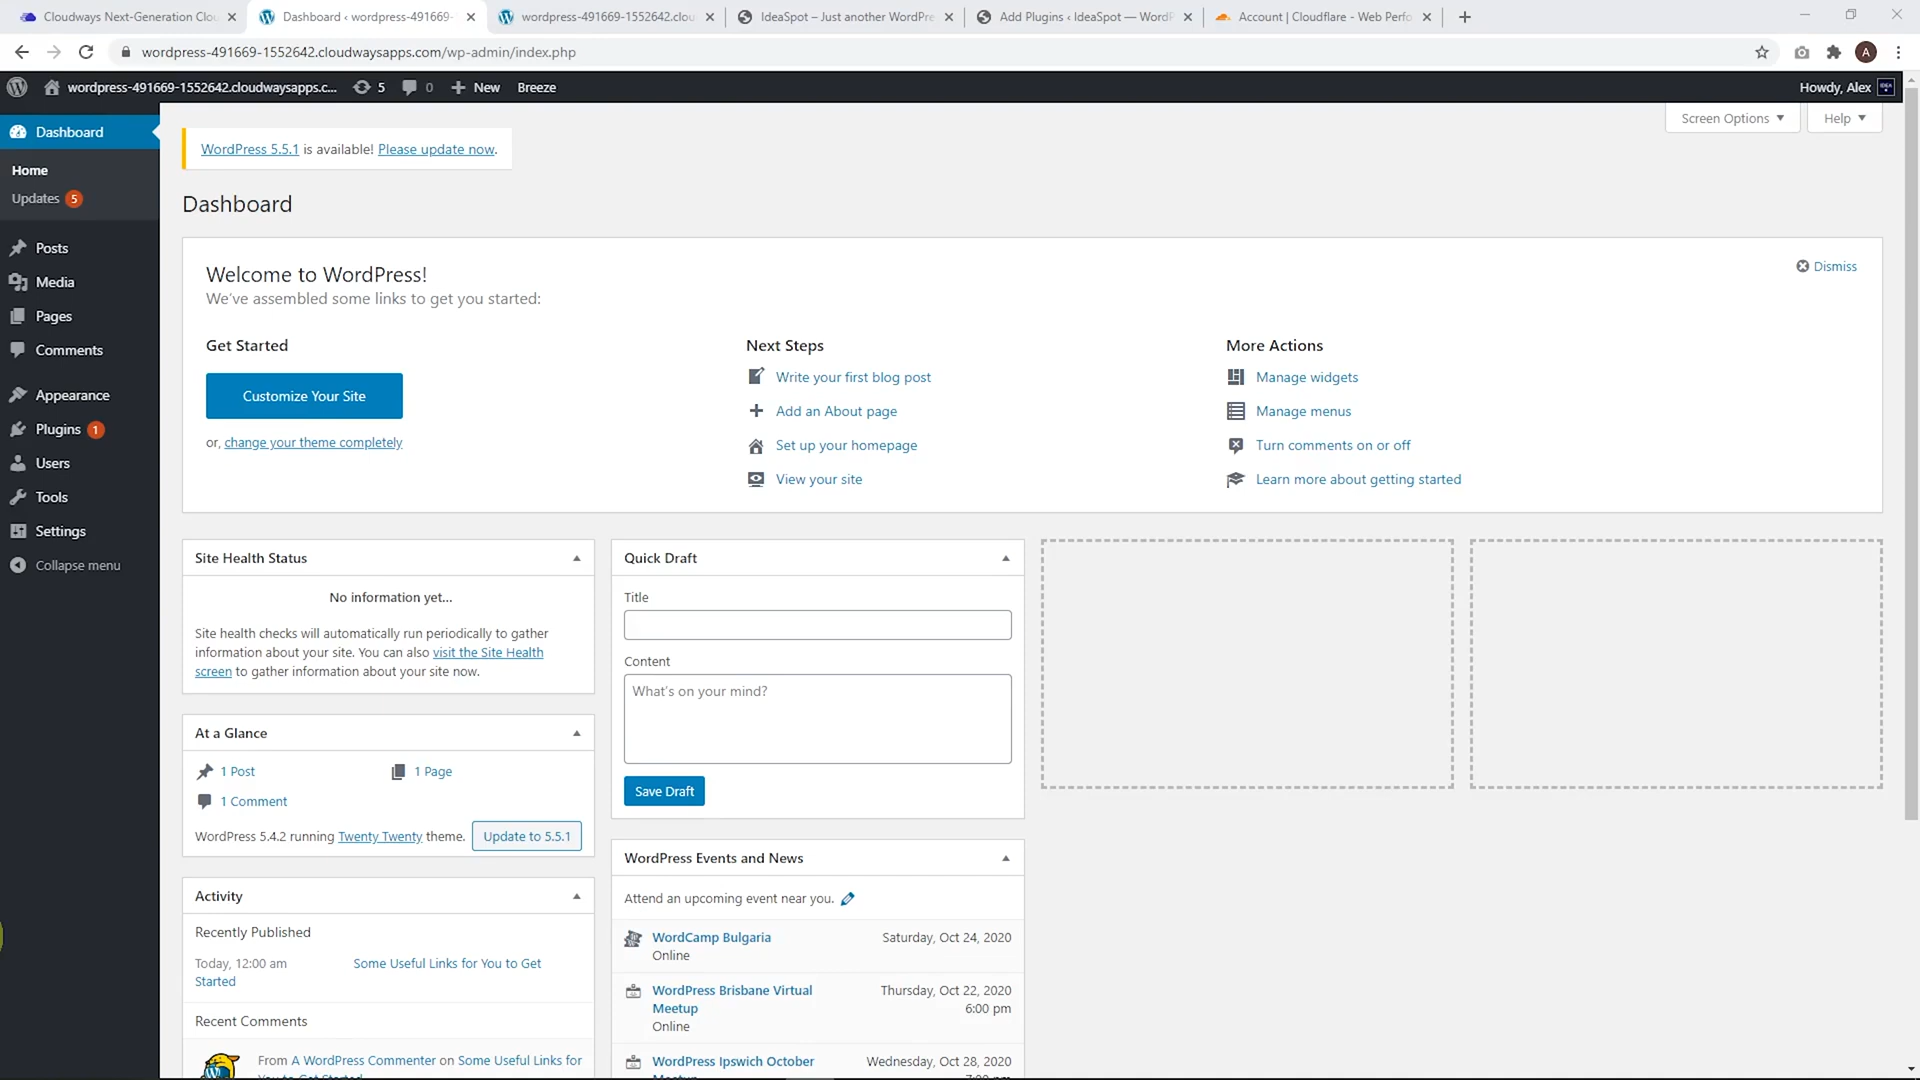 Cloudways Next-Generation Clou
Dashboard ‹ wordpress-491669-
wordpress-491669-1552642.clou
IdeaSpot – Just another WordPre
Add Plugins ‹ IdeaSpot — WordP
Account | Cloudflare - Web Perfo
wordpress-491669-1552642.cloudwaysapps.com/wp-admin/index.php
A
wordpress-491669-1552642.cloudwaysapps.c...
5
0
New
Breeze
Howdy, Alex
Dashboard
Home
Updates 5
Posts
Media
Pages
Comments
Appearance
Plugins 1
Users
Tools
Settings
Collapse menu
Screen Options
Help
WordPress 5.5.1 is available! Please update now.
Dashboard
Welcome to WordPress!
We've assembled some links to get you started:
Dismiss
Get Started
Customize Your Site
or, change your theme completely
Next Steps
Write your first blog post
Add an About page
Set up your homepage
View your site
More Actions
Manage widgets
Manage menus
Turn comments on or off
Learn more about getting started
Site Health Status
No information yet...
Site health checks will automatically run periodically to gather
information about your site. You can also visit the Site Health
screen to gather information about your site now.
At a Glance
1 Post
1 Page
1 Comment
WordPress 5.4.2 running Twenty Twenty theme.
Update to 5.5.1
Activity
Recently Published
Today, 12:00 am
Some Useful Links for You to Get
Started
Recent Comments
From A WordPress Commenter on Some Useful Links for
Quick Draft
Title
Content
What's on your mind?
Save Draft
WordPress Events and News
Attend an upcoming event near you.
WordCamp Bulgaria
Saturday, Oct 24, 2020
Online
WordPress Brisbane Virtual
Thursday, Oct 22, 2020
Meetup
6:00 pm
Online
WordPress Ipswich October
Wednesday, Oct 28, 2020